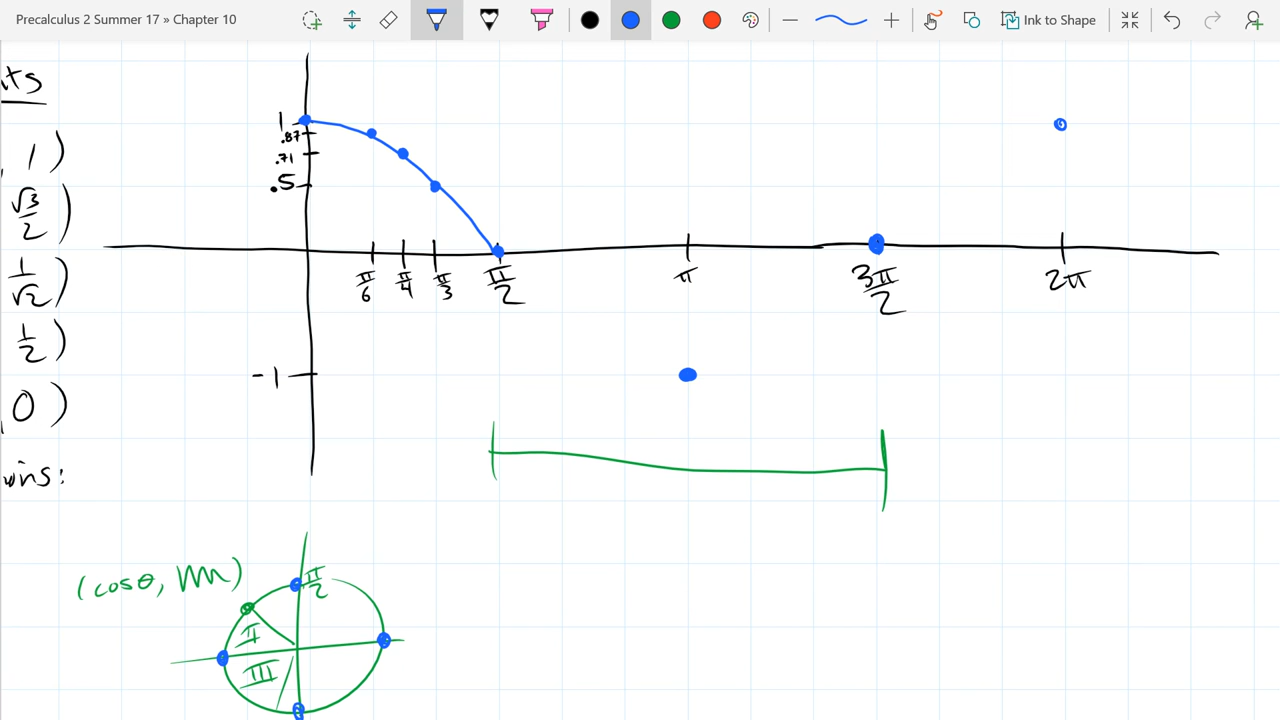 Precalculus 2 Summer 17 » Chapter 10
Ink to Shape
ts
1
.87
, 1)
.71
.5
√3/2)
1/√2)
π/6 π/4 π/3 π/2 π 3π/2 2π
1/2)
-1
, 0)
wins:
(cosθ, ) π/2
II
III